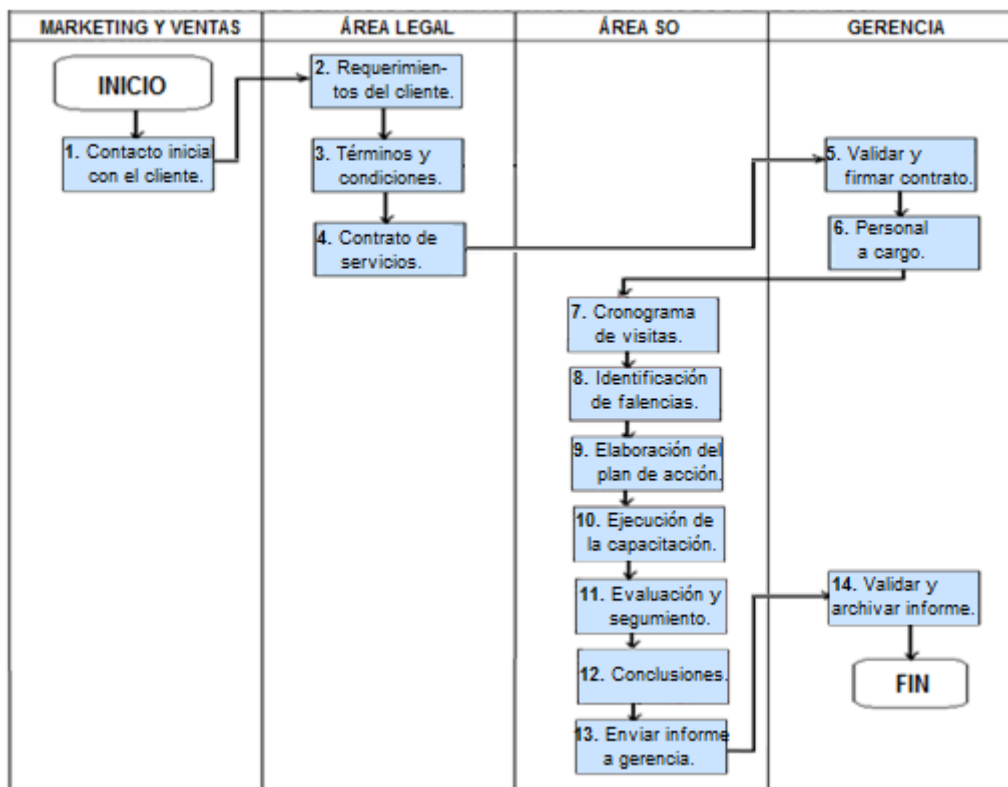 MARKETING Y VENTAS
ÁREA LEGAL
ÁREA SO
GERENCIA
INICIO
1. Contacto inicial
con el cliente.
2. Requerimien-
tos del cliente.
3. Términos y
condiciones.
4. Contrato de
servicios.
5. Validar y
firmar contrato.
6. Personal
a cargo.
7. Cronograma
de visitas.
8. Identificación
de falencias.
9. Elaboración del
plan de acción.
10. Ejecución de
la capacitación.
11. Evaluación y
segumiento.
12. Conclusiones.
13. Enviar informe
a gerencia.
14. Validar y
archivar informe.
FIN